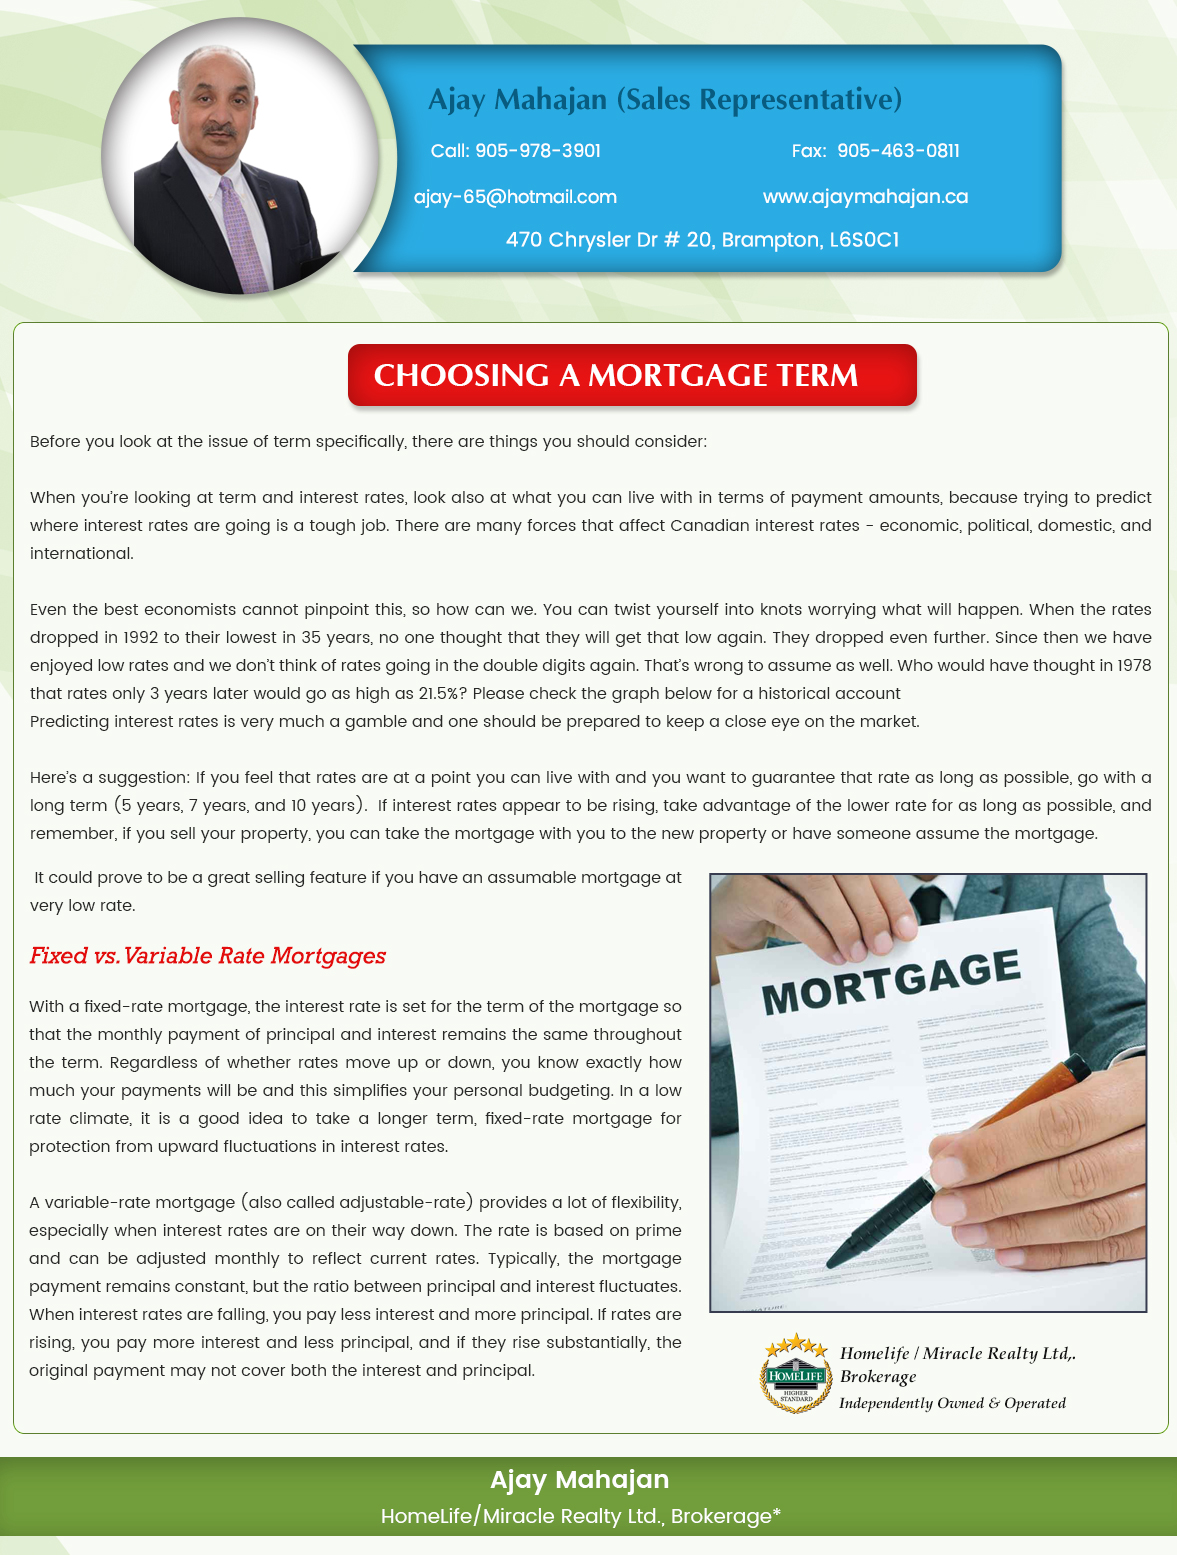 Ajay Mahajan (Sales Representative)
Call: 905-978-3901
Fax: 905-463-0811
ajay-65@hotmail.com
www.ajaymahajan.ca
470 Chrysler Dr # 20, Brampton, L6S0C1
CHOOSING A MORTGAGE TERM
Before you look at the issue of term specifically, there are things you should consider:
When you're looking at term and interest rates, look also at what you can live with in terms of payment amounts, because trying to predict
where interest rates are going is a tough job. There are many forces that affect Canadian interest rates - economic, political, domestic, and
international.
Even the best economists cannot pinpoint this, so how can we. You can twist yourself into knots worrying what will happen. When the rates
dropped in 1992 to their lowest in 35 years, no one thought that they will get that low again. They dropped even further. Since then we have
enjoyed low rates and we don't think of rates going in the double digits again. That's wrong to assume as well. Who would have thought in 1978
that rates only 3 years later would go as high as 21.5%? Please check the graph below for a historical account
Predicting interest rates is very much a gamble and one should be prepared to keep a close eye on the market.
Here's a suggestion: If you feel that rates are at a point you can live with and you want to guarantee that rate as long as possible, go with a
long term (5 years, 7 years, and 10 years). If interest rates appear to be rising, take advantage of the lower rate for as long as possible, and
remember, if you sell your property, you can take the mortgage with you to the new property or have someone assume the mortgage.
It could prove to be a great selling feature if you have an assumable mortgage at
very low rate.
Fixed vs. Variable Rate Mortgages
With a fixed-rate mortgage, the interest rate is set for the term of the mortgage so
that the monthly payment of principal and interest remains the same throughout
the term. Regardless of whether rates move up or down, you know exactly how
much your payments will be and this simplifies your personal budgeting. In a low
rate climate, it is a good idea to take a longer term, fixed-rate mortgage for
protection from upward fluctuations in interest rates.
A variable-rate mortgage (also called adjustable-rate) provides a lot of flexibility,
especially when interest rates are on their way down. The rate is based on prime
and can be adjusted monthly to reflect current rates. Typically, the mortgage
payment remains constant, but the ratio between principal and interest fluctuates.
When interest rates are falling, you pay less interest and more principal. If rates are
rising, you pay more interest and less principal, and if they rise substantially, the
original payment may not cover both the interest and principal.
MORTGAGE
HOMELIFE
HIGHER
STANDARD
Homelife / Miracle Realty Ltd,.
Brokerage
Independently Owned & Operated
Ajay Mahajan
HomeLife/Miracle Realty Ltd., Brokerage*